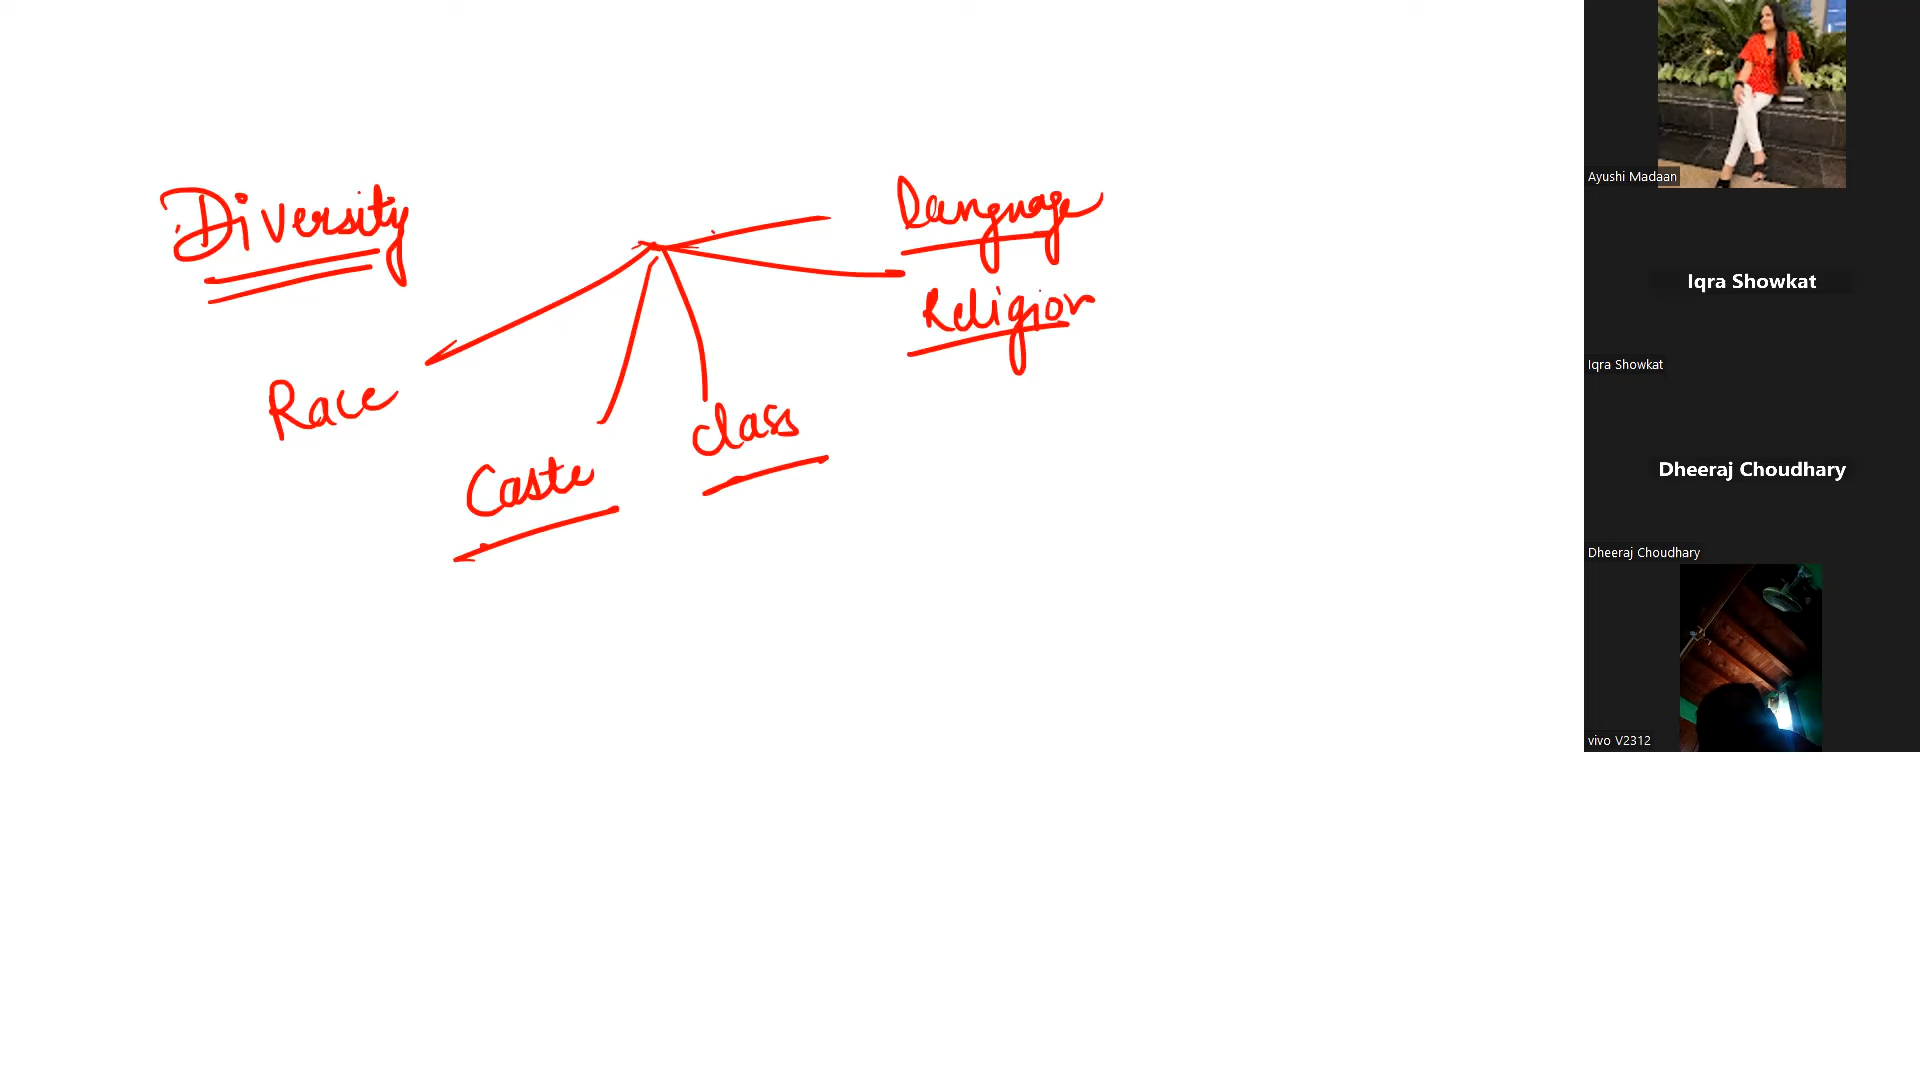 Diversity
Language
Religion
Race
Class
Caste
Ayushi Madaan
Iqra Showkat
Iqra Showkat
Dheeraj Choudhary
Dheeraj Choudhary
vivo V2312